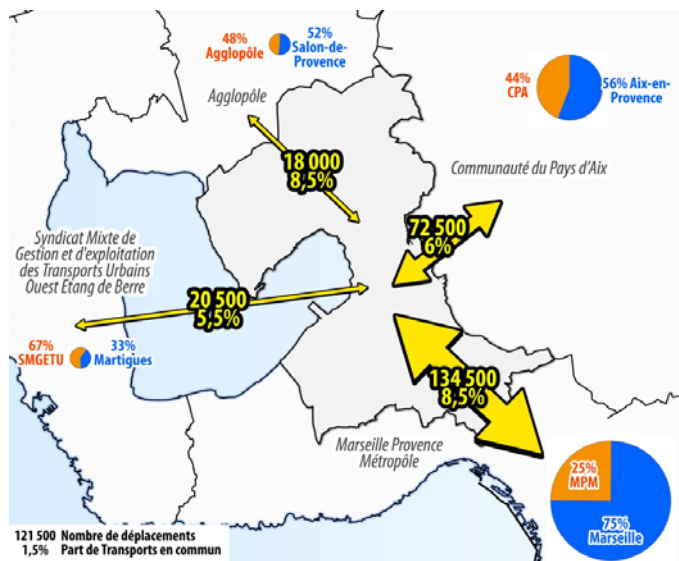 48%
Agglopôle
52%
Salon-de-
Provence
44%
CPA
56% Aix-en-
Provence
Agglopôle
18 000
8,5%
Communauté du Pays d'Aix
72 500
6%
Syndicat Mixte de
Gestion et d'exploitation
des Transports Urbains
Ouest Etang de Berre
20 500
5,5%
67%
SMGETU
33%
Martigues
134 500
8,5%
Marseille Provence
Métropôle
25%
MPM
75%
Marseille
121 500 Nombre de déplacements
1,5% Part de Transports en commun